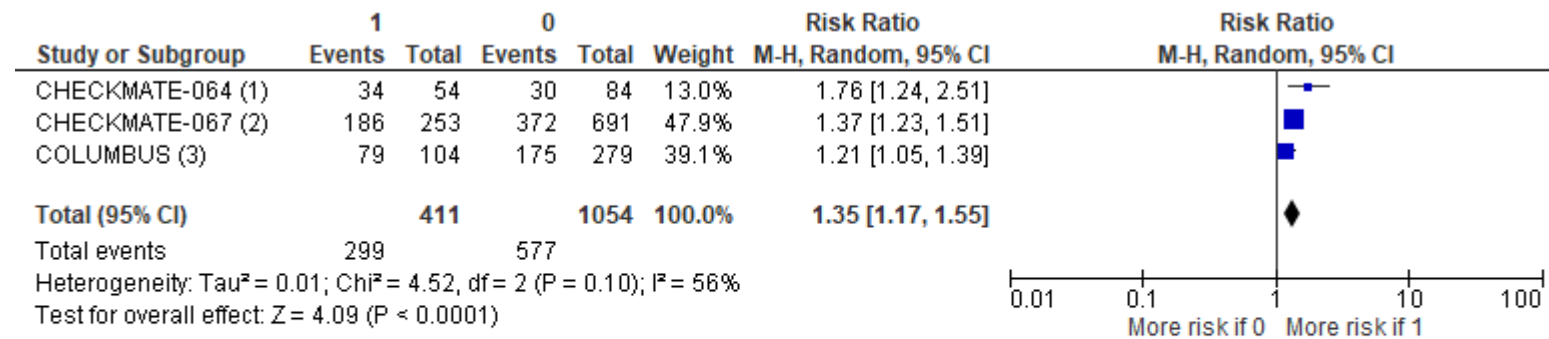 1 0 Risk Ratio Risk Ratio
Study or Subgroup Events Total Events Total Weight M-H, Random, 95% CI M-H, Random, 95% CI
CHECKMATE-064 (1) 34 54 30 84 13.0% 1.76 [1.24, 2.51]
CHECKMATE-067 (2) 186 253 372 691 47.9% 1.37 [1.23, 1.51]
COLUMBUS (3) 79 104 175 279 39.1% 1.21 [1.05, 1.39]
Total (95% CI) 411 1054 100.0% 1.35 [1.17, 1.55]
Total events 299 577
Heterogeneity: Tau² = 0.01; Chi² = 4.52, df = 2 (P = 0.10); I² = 56%
Test for overall effect: Z = 4.09 (P < 0.0001)
0.01 0.1 1 10 100
More risk if 0 More risk if 1